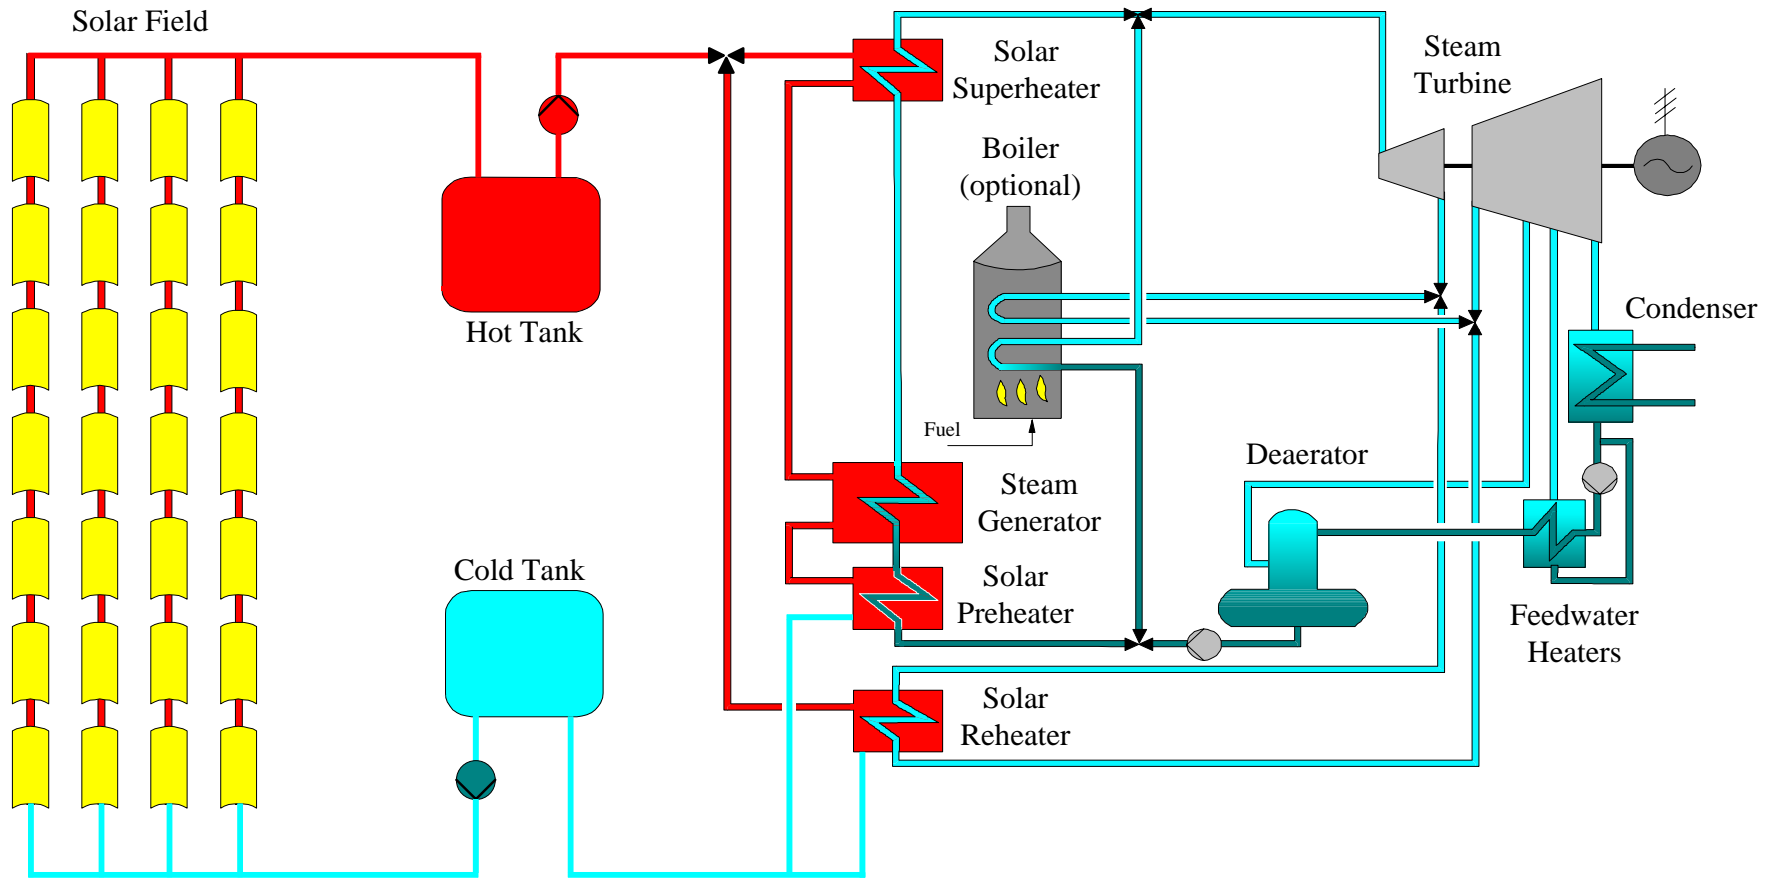 Solar Field
Solar
Superheater
Steam
Turbine
Boiler
(optional)
Hot Tank
Condenser
Fuel
Deaerator
Steam
Generator
Cold Tank
Solar
Preheater
Feedwater
Heaters
Solar
Reheater